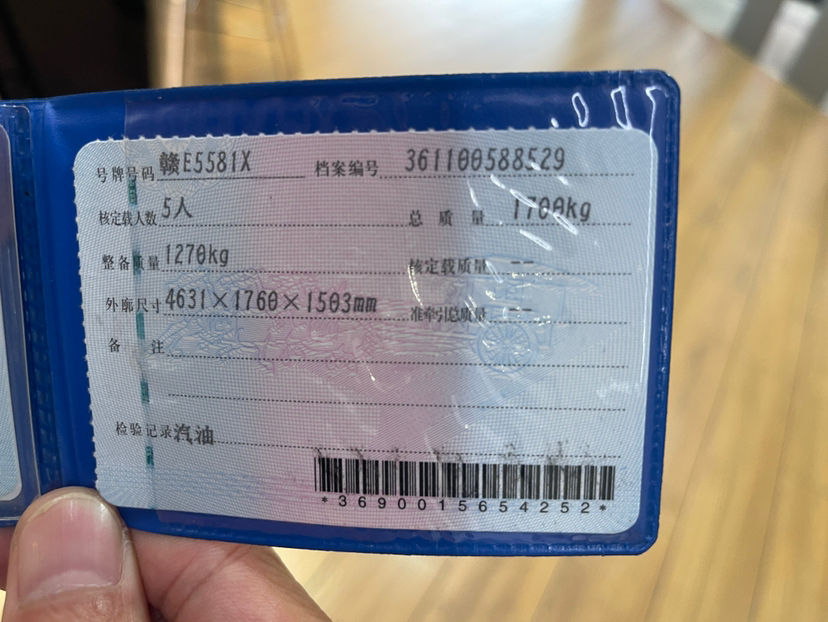 号牌号码 赣E5581X 档案编号 361100588529
核定载人数 5人 总质量 1700kg
整备质量 1270kg 核定载质量 --
外廓尺寸 4631×1760×1503mm 准牵引总质量 --
备注
检验记录 汽油
*3690015654252*